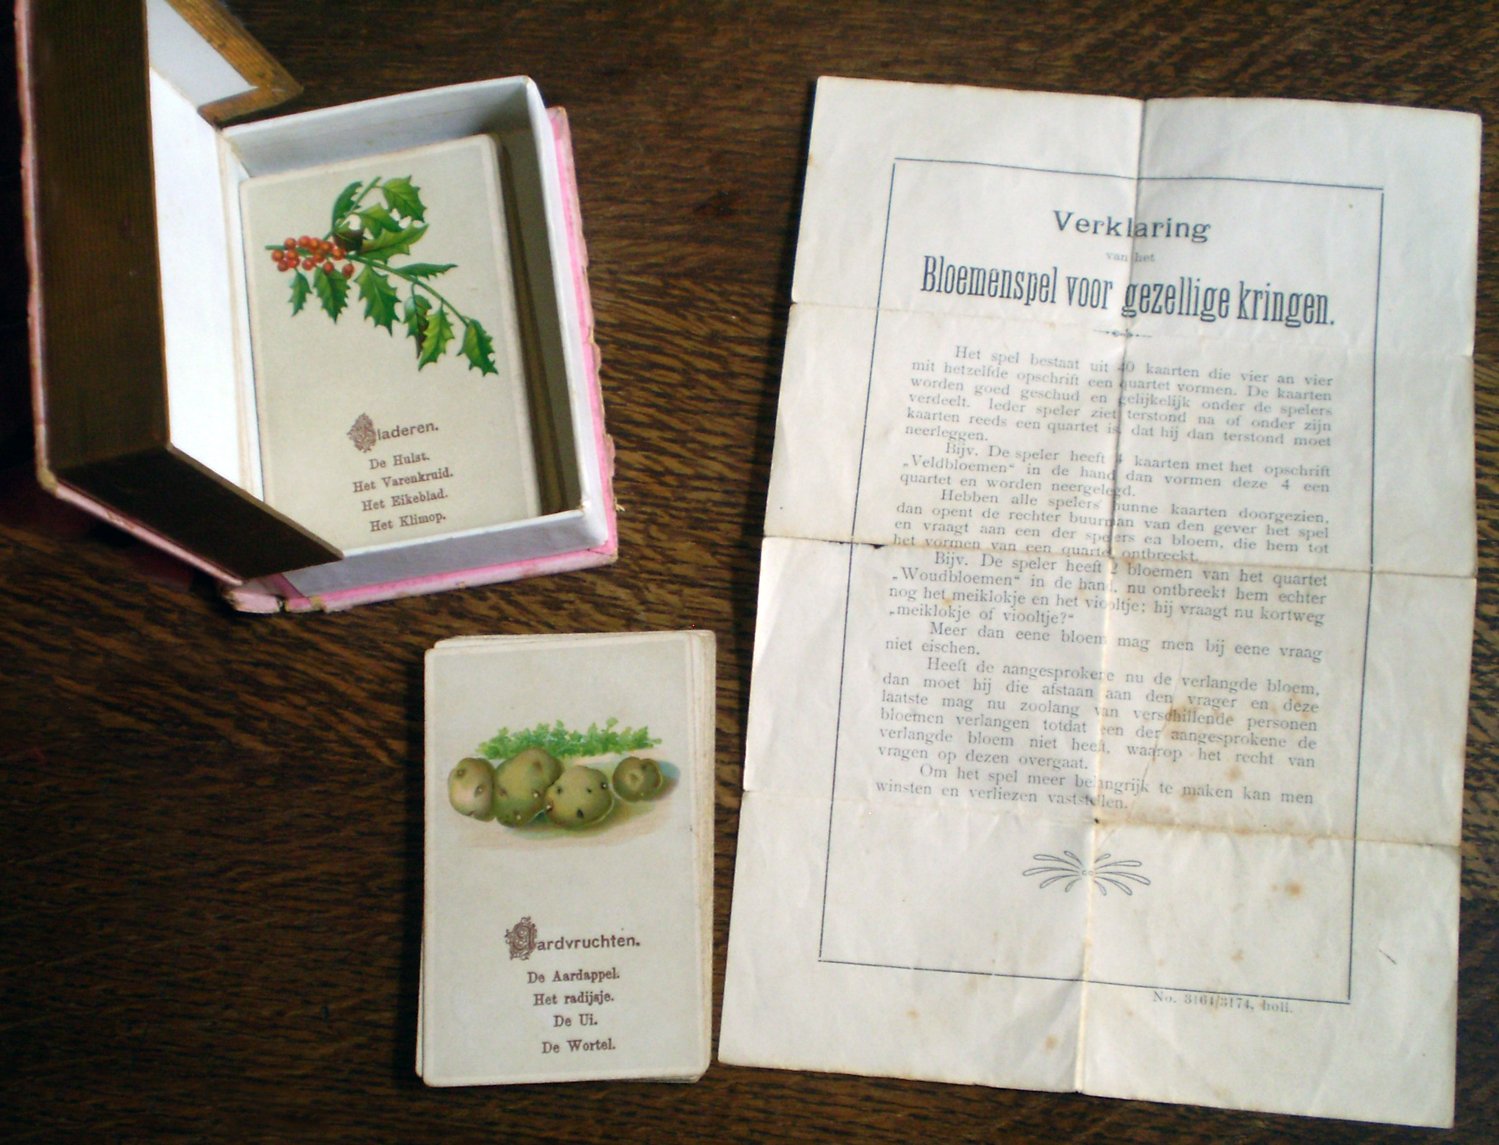 Bladeren.
De Hulst.
Het Varenkruid.
Het Eikeblad.
Het Klimop.
Aardvruchten.
De Aardappel.
Het radijsje.
De Ui.
De Wortel.
Verklaring
van het
Bloemenspel voor gezellige kringen.
Het spel bestaat uit 40 kaarten die vier an vier
mit hetzelfde opschrift een quartet vormen. De kaarten
worden goed geschud en gelijkelijk onder de spelers
verdeelt. Ieder speler ziet terstond na of onder zijn
kaarten reeds een quartet is, dat hij dan terstond moet
neerleggen.
Bijv. De speler heeft 4 kaarten met het opschrift
„Veldbloemen“ in de hand dan vormen deze 4 een
quartet en worden neergelegd.
Hebben alle spelers hunne kaarten doorgezien,
dan opent de rechter buurman van den gever het spel
en vraagt aan een der spelers ea bloem, die hem tot
het vormen van een quartet ontbreekt.
Bijv. De speler heeft 2 bloemen van het quartet
„Woudbloemen“ in de hand, nu ontbreekt hem echter
nog het meiklokje en het viooltje; hij vraagt nu kortweg
„meiklokje of viooltje?“
Meer dan eene bloem mag men bij eene vraag
niet eischen.
Heeft de aangesprokene nu de verlangde bloem,
dan moet hij die afstaan aan den vrager en deze
laatste mag nu zoolang van verschillende personen
bloemen verlangen totdat een der aangesprokene de
verlangde bloem niet heeft, waarop het recht van
vragen op dezen overgaat.
Om het spel meer belangrijk te maken kan men
winsten en verliezen vaststellen.
No. 3161/3174, holl.